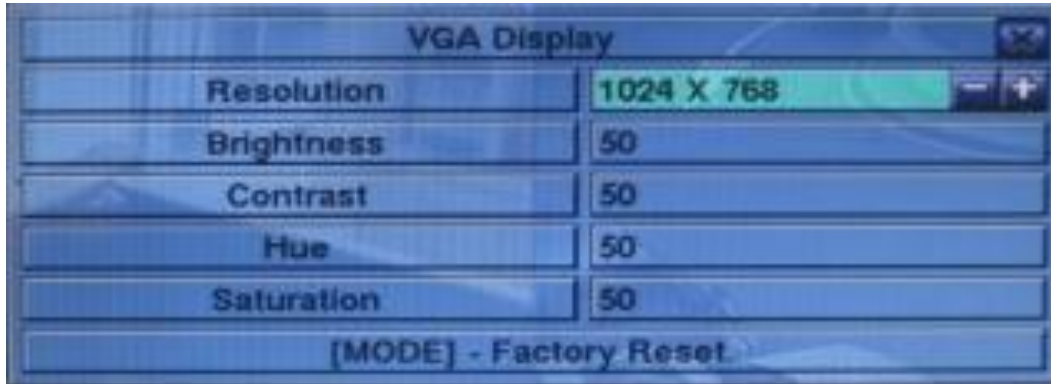 VGA Display
Resolution 1024 X 768 - +
Brightness 50
Contrast 50
Hue 50
Saturation 50
[MODE] - Factory Reset.